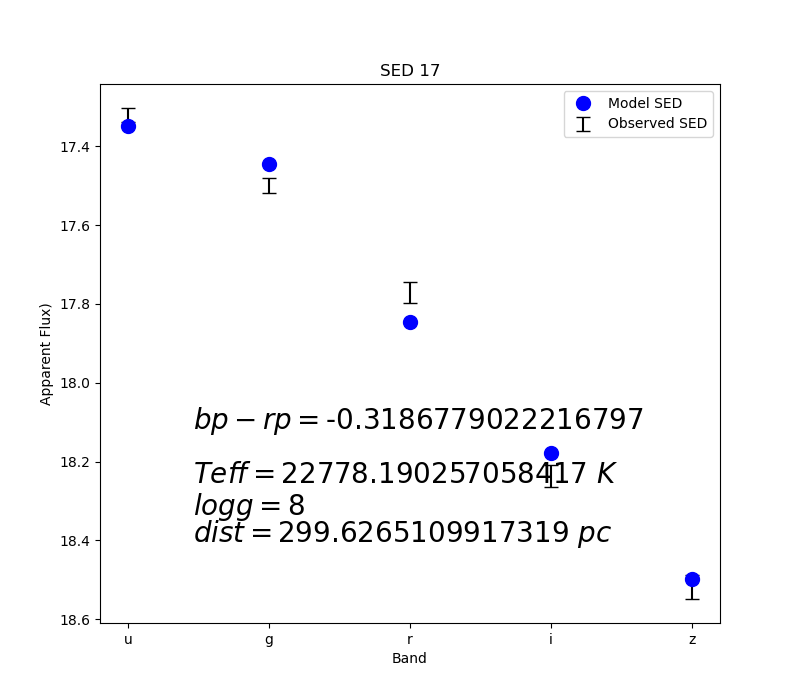 SED 17
Model SED
Observed SED
17.4
17.6
17.8
18.0
18.2
18.4
18.6
Apparent Flux)
bp − rp = -0.3186779022216797
Teff = 22778.190257058417 K
logg = 8
dist = 299.6265109917319 pc
u g r i z
Band